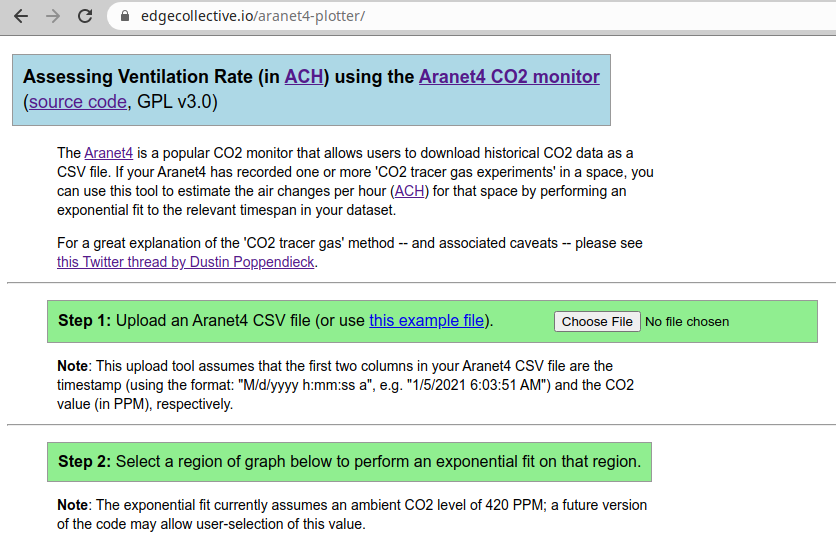 edgecollective.io/aranet4-plotter/
Assessing Ventilation Rate (in ACH) using the Aranet4 CO2 monitor
(source code, GPL v3.0)
The Aranet4 is a popular CO2 monitor that allows users to download historical CO2 data as a
CSV file. If your Aranet4 has recorded one or more 'CO2 tracer gas experiments' in a space, you
can use this tool to estimate the air changes per hour (ACH) for that space by performing an
exponential fit to the relevant timespan in your dataset.
For a great explanation of the 'CO2 tracer gas' method -- and associated caveats -- please see
this Twitter thread by Dustin Poppendieck.
Step 1: Upload an Aranet4 CSV file (or use this example file). Choose File No file chosen
Note: This upload tool assumes that the first two columns in your Aranet4 CSV file are the
timestamp (using the format: "M/d/yyyy h:mm:ss a", e.g. "1/5/2021 6:03:51 AM") and the CO2
value (in PPM), respectively.
Step 2: Select a region of graph below to perform an exponential fit on that region.
Note: The exponential fit currently assumes an ambient CO2 level of 420 PPM; a future version
of the code may allow user-selection of this value.